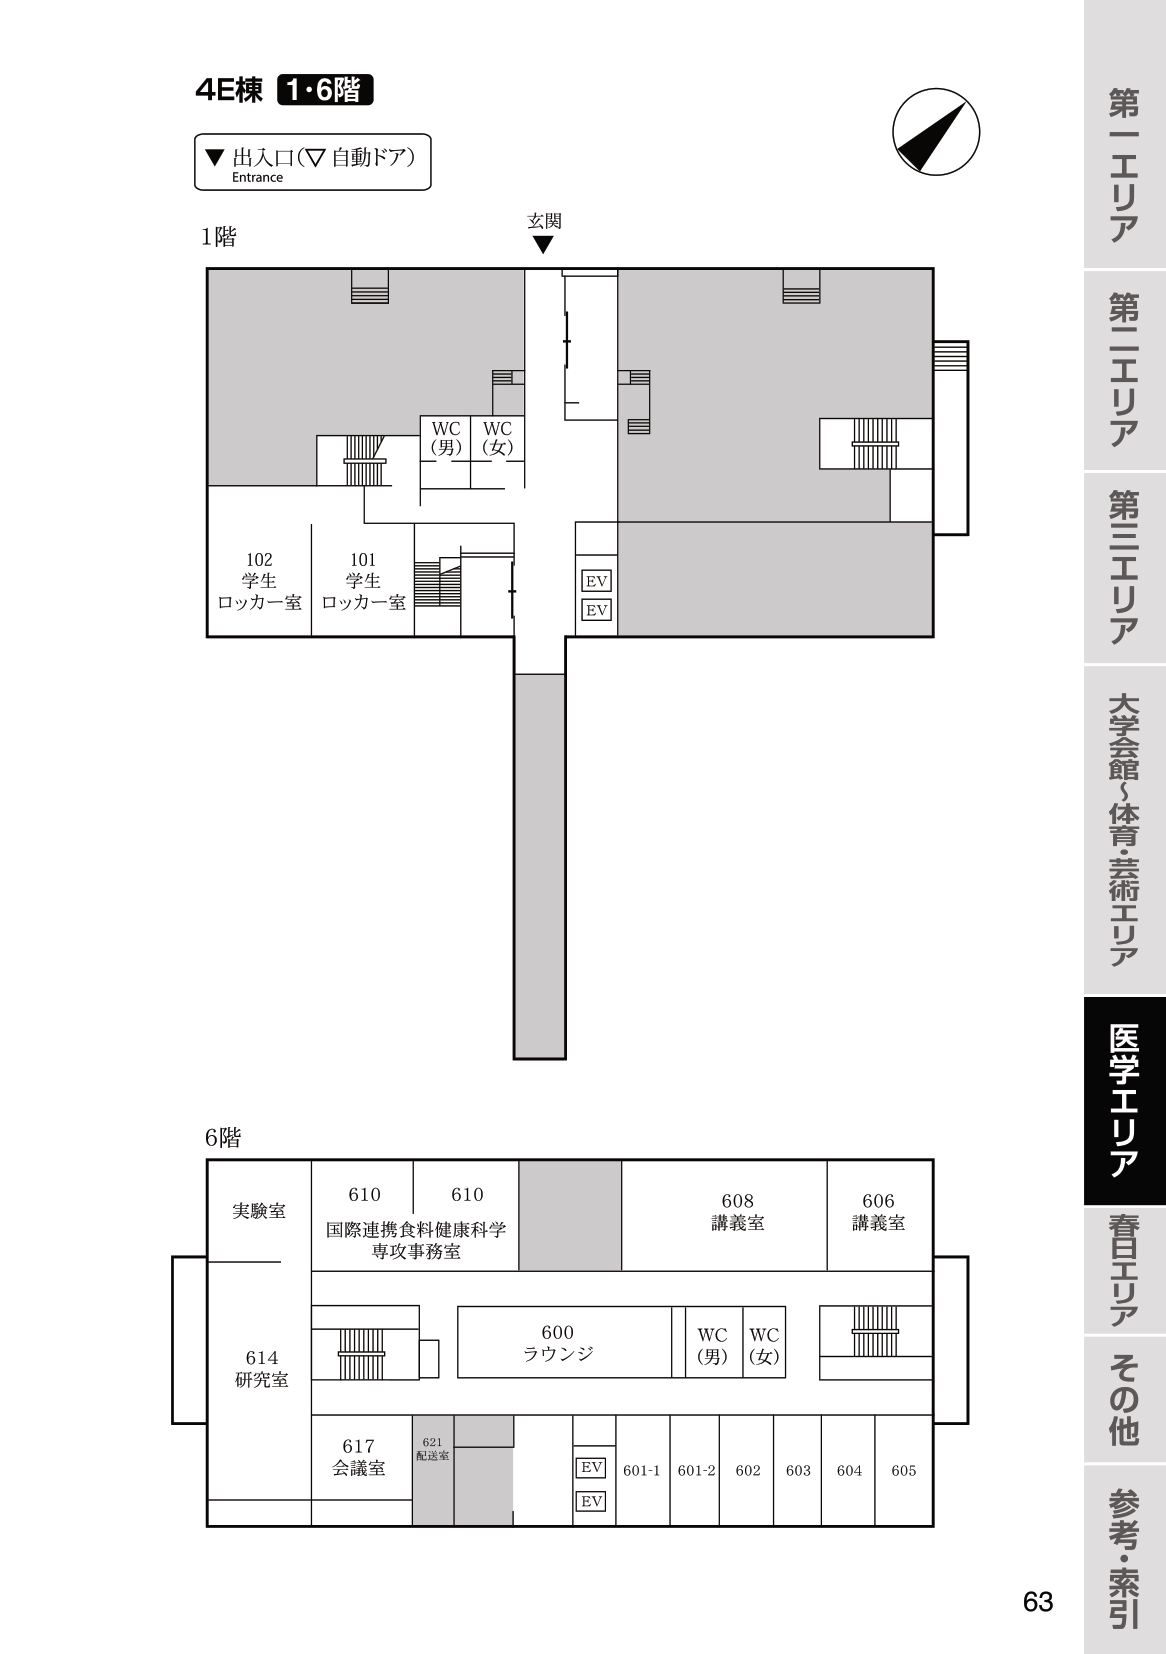 4E棟 1・6階
▼ 出入口(▽ 自動ドア)
Entrance
1階
玄関
WC
(男)
WC
(女)
102
学生
ロッカー室
101
学生
ロッカー室
EV
EV
6階
実験室
610
610
国際連携食料健康科学
専攻事務室
608
講義室
606
講義室
614
研究室
600
ラウンジ
WC
(男)
WC
(女)
617
会議室
621
配送室
EV
EV
601-1
601-2
602
603
604
605
63
第一エリア
第二エリア
第三エリア
大学会館～体育・芸術エリア
医学エリア
春日エリア
その他
参考・索引